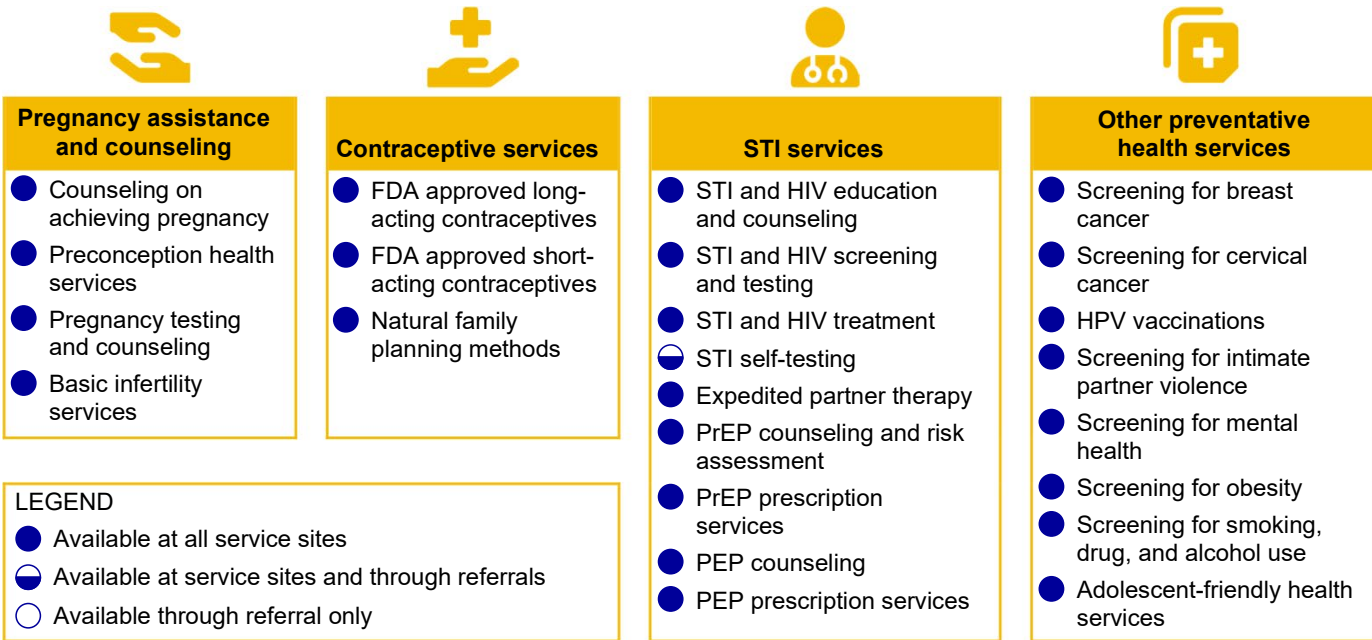 Pregnancy assistance
and counseling
Counseling on
achieving pregnancy
Preconception health
services
Pregnancy testing
and counseling
Basic infertility
services
Contraceptive services
FDA approved long-
acting contraceptives
FDA approved short-
acting contraceptives
Natural family
planning methods
STI services
STI and HIV education
and counseling
STI and HIV screening
and testing
STI and HIV treatment
STI self-testing
Expedited partner therapy
PrEP counseling and risk
assessment
PrEP prescription
services
PEP counseling
PEP prescription services
Other preventative
health services
Screening for breast
cancer
Screening for cervical
cancer
HPV vaccinations
Screening for intimate
partner violence
Screening for mental
health
Screening for obesity
Screening for smoking,
drug, and alcohol use
Adolescent-friendly health
services
LEGEND
Available at all service sites
Available at service sites and through referrals
Available through referral only